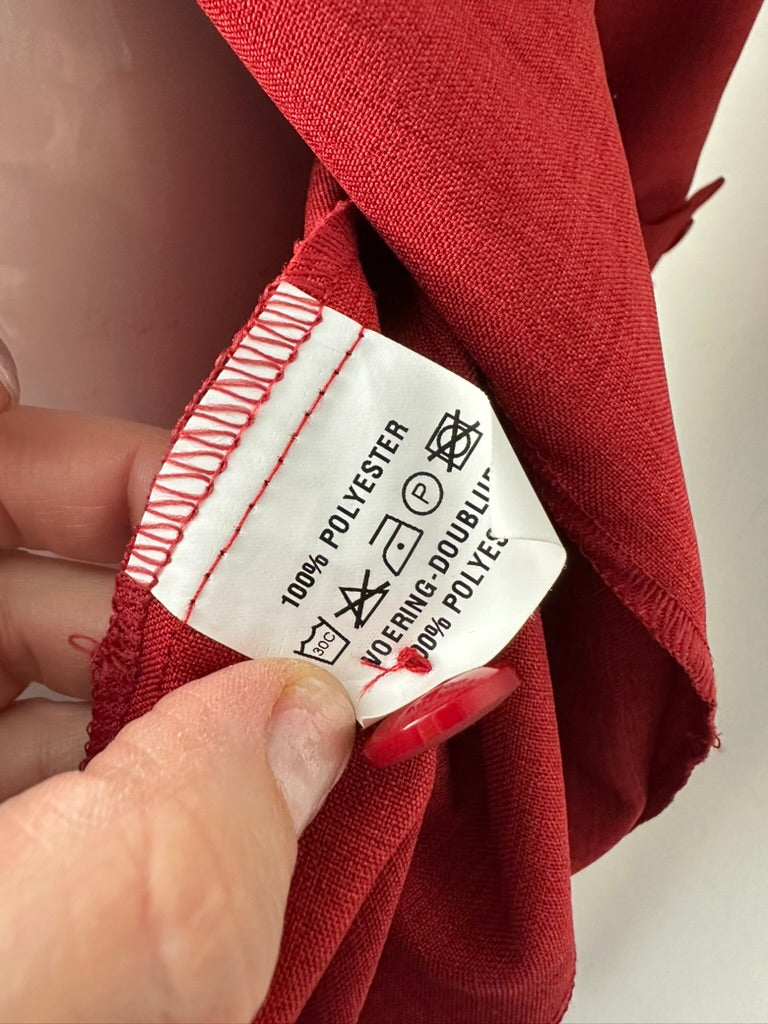 100% POLYESTER
30C P
VOERING-DOUBLU
00% POLYES